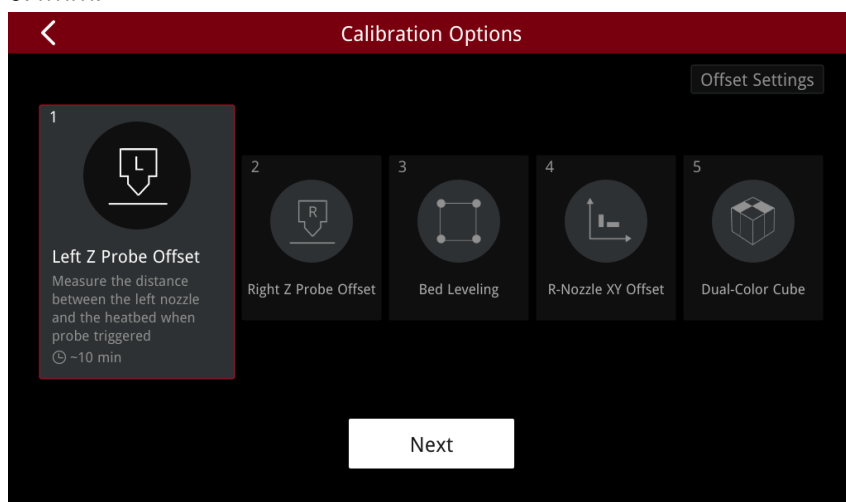 Calibration Options
Offset Settings
1
L
Left Z Probe Offset
Measure the distance
between the left nozzle
and the heatbed when
probe triggered
~10 min
2
R
Right Z Probe Offset
3
Bed Leveling
4
R-Nozzle XY Offset
5
Dual-Color Cube
Next